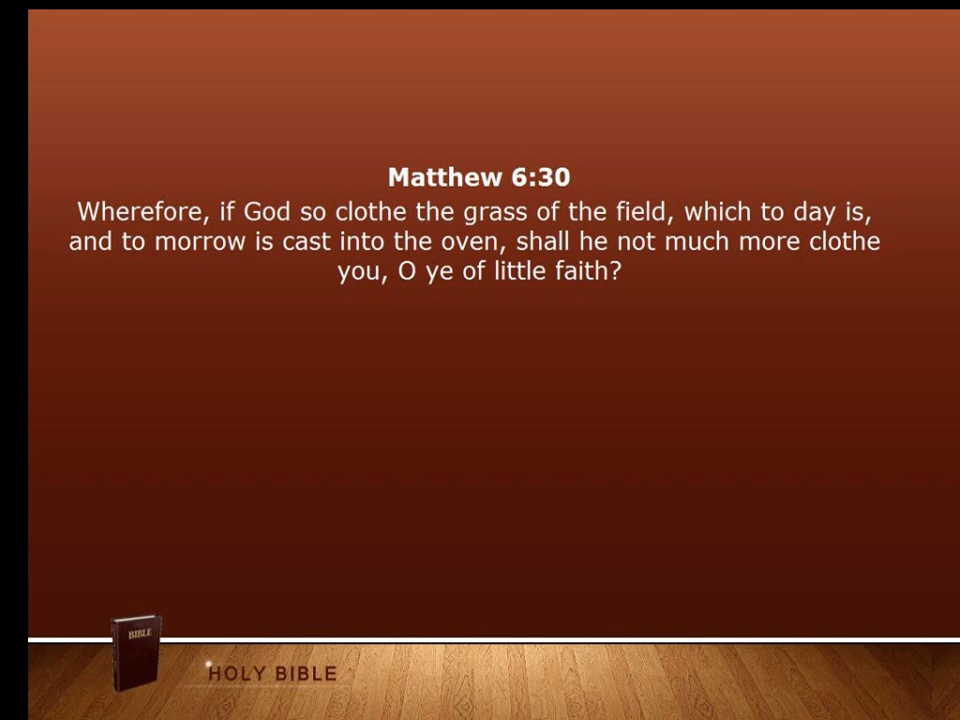 Matthew 6:30
Wherefore, if God so clothe the grass of the field, which to day is,
and to morrow is cast into the oven, shall he not much more clothe
you, O ye of little faith?
BIBLE
HOLY BIBLE